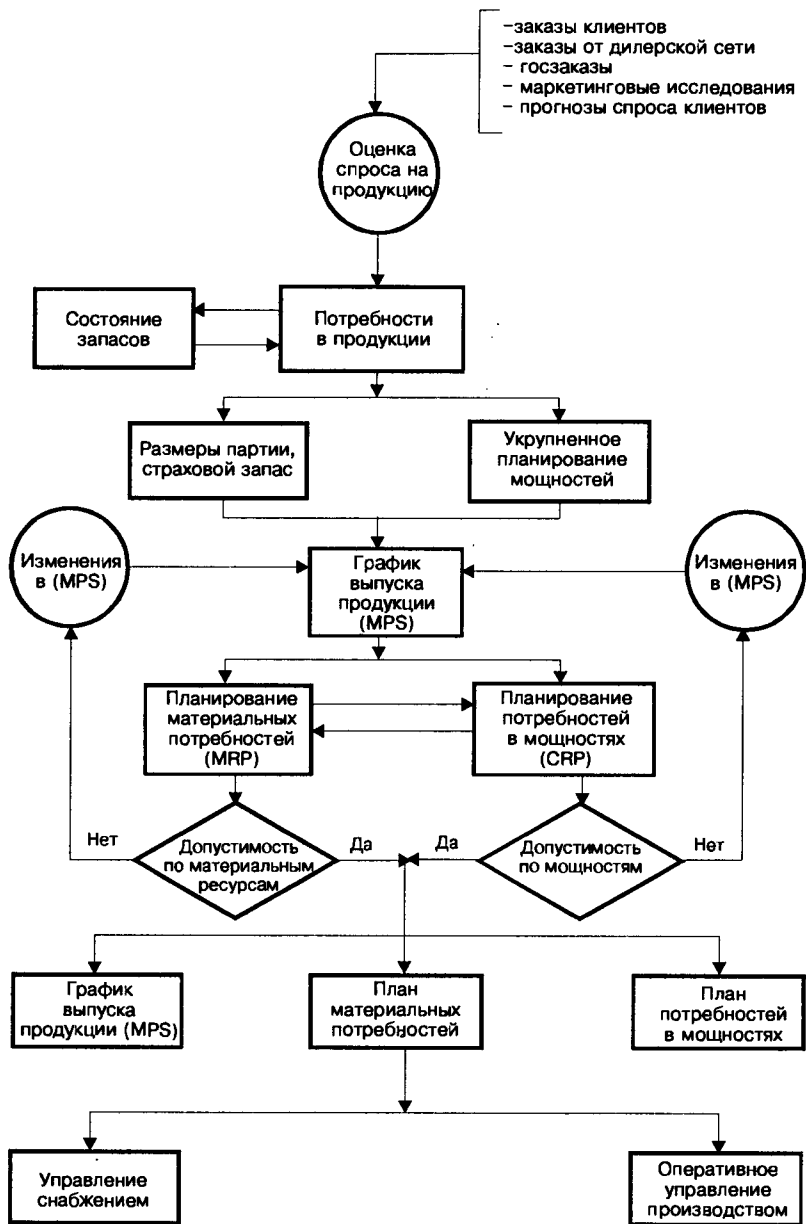 -заказы клиентов
-заказы от дилерской сети
- госзаказы
- маркетинговые исследования
- прогнозы спроса клиентов
Оценка
спроса на
продукцию
Состояние
запасов
Потребности
в продукции
Размеры партии,
страховой запас
Укрупненное
планирование
мощностей
Изменения
в (MPS)
График
выпуска
продукции
(MPS)
Изменения
в (MPS)
Планирование
материальных
потребностей
(MRP)
Планирование
потребностей
в мощностях
(CRP)
Нет
Допустимость
по материальным
ресурсам
Да
Да
Допустимость
по мощностям
Нет
График
выпуска
продукции (MPS)
План
материальных
потребностей
План
потребностей
в мощностях
Управление
снабжением
Оперативное
управление
производством